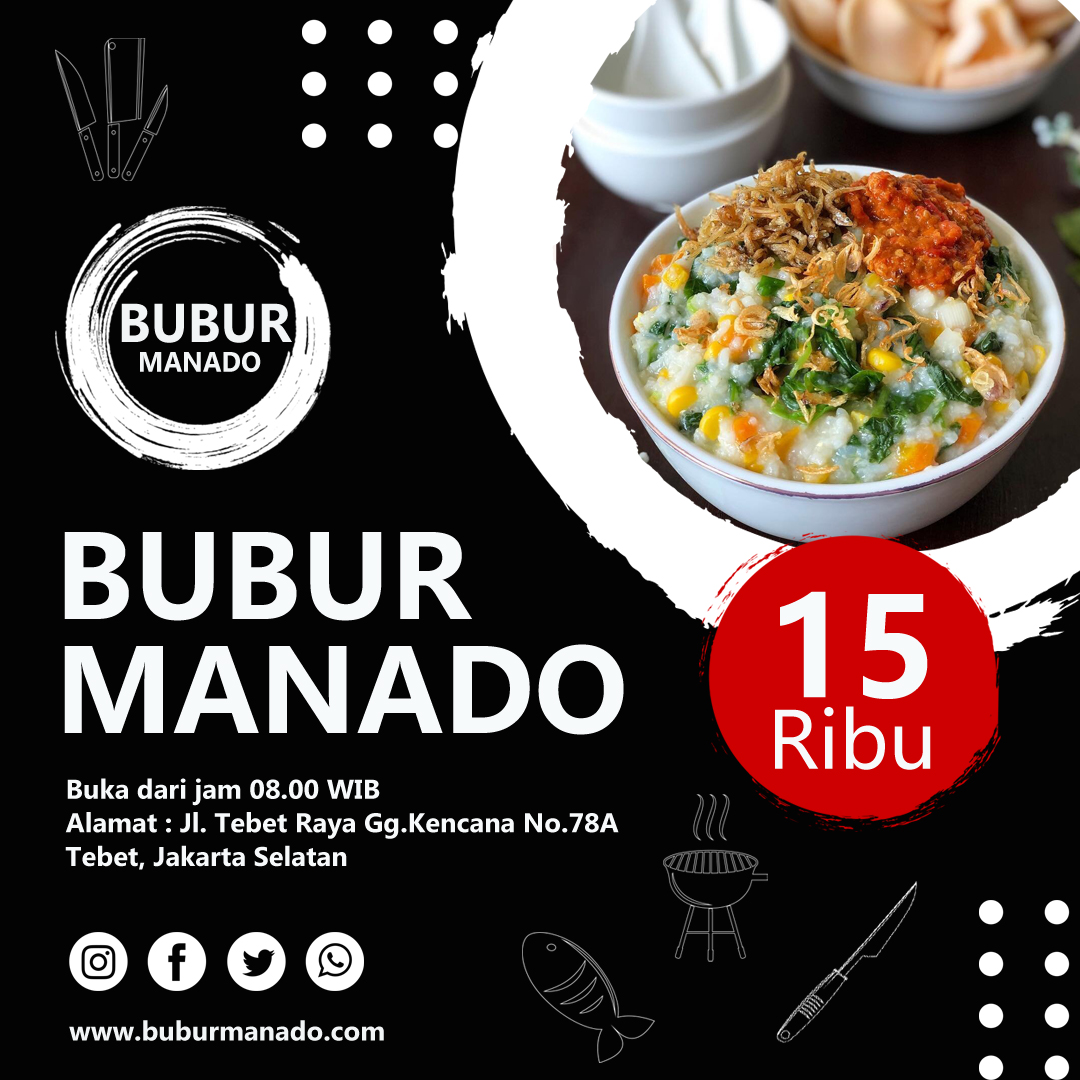 BUBUR
MANADO
BUBUR
MANADO
15
Ribu
Buka dari jam 08.00 WIB
Alamat : Jl. Tebet Raya Gg.Kencana No.78A
Tebet, Jakarta Selatan
www.buburmanado.com